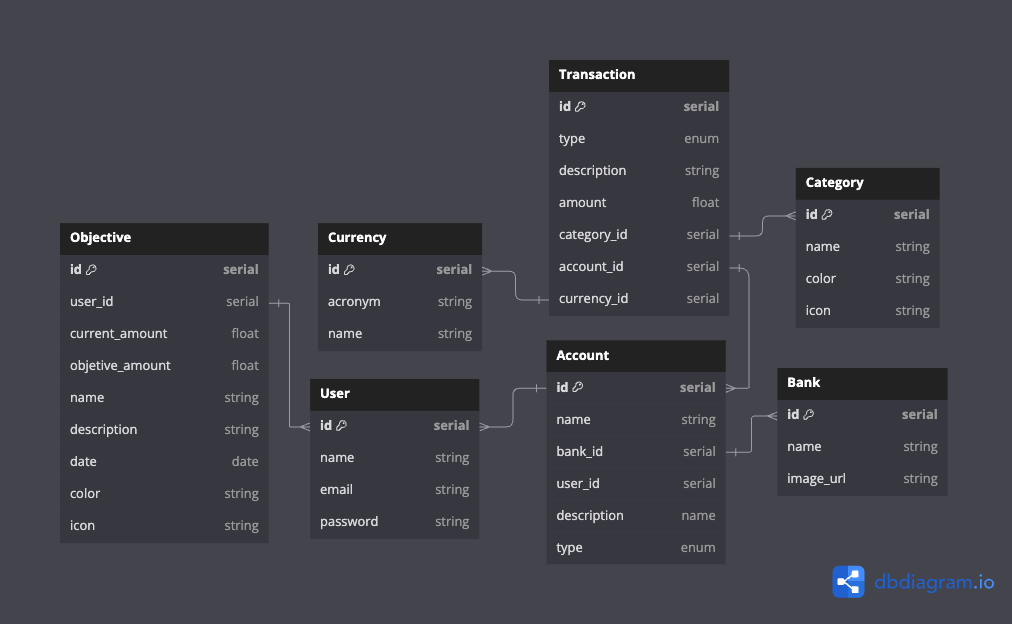 Transaction
id serial
type enum
description string
amount float
category_id serial
account_id serial
currency_id serial
Category
id serial
name string
color string
icon string
Objective
id serial
user_id serial
current_amount float
objetive_amount float
name string
description string
date date
color string
icon string
Currency
id serial
acronym string
name string
User
id serial
name string
email string
password string
Account
id serial
name string
bank_id serial
user_id serial
description name
type enum
Bank
id serial
name string
image_url string
dbdiagram.io